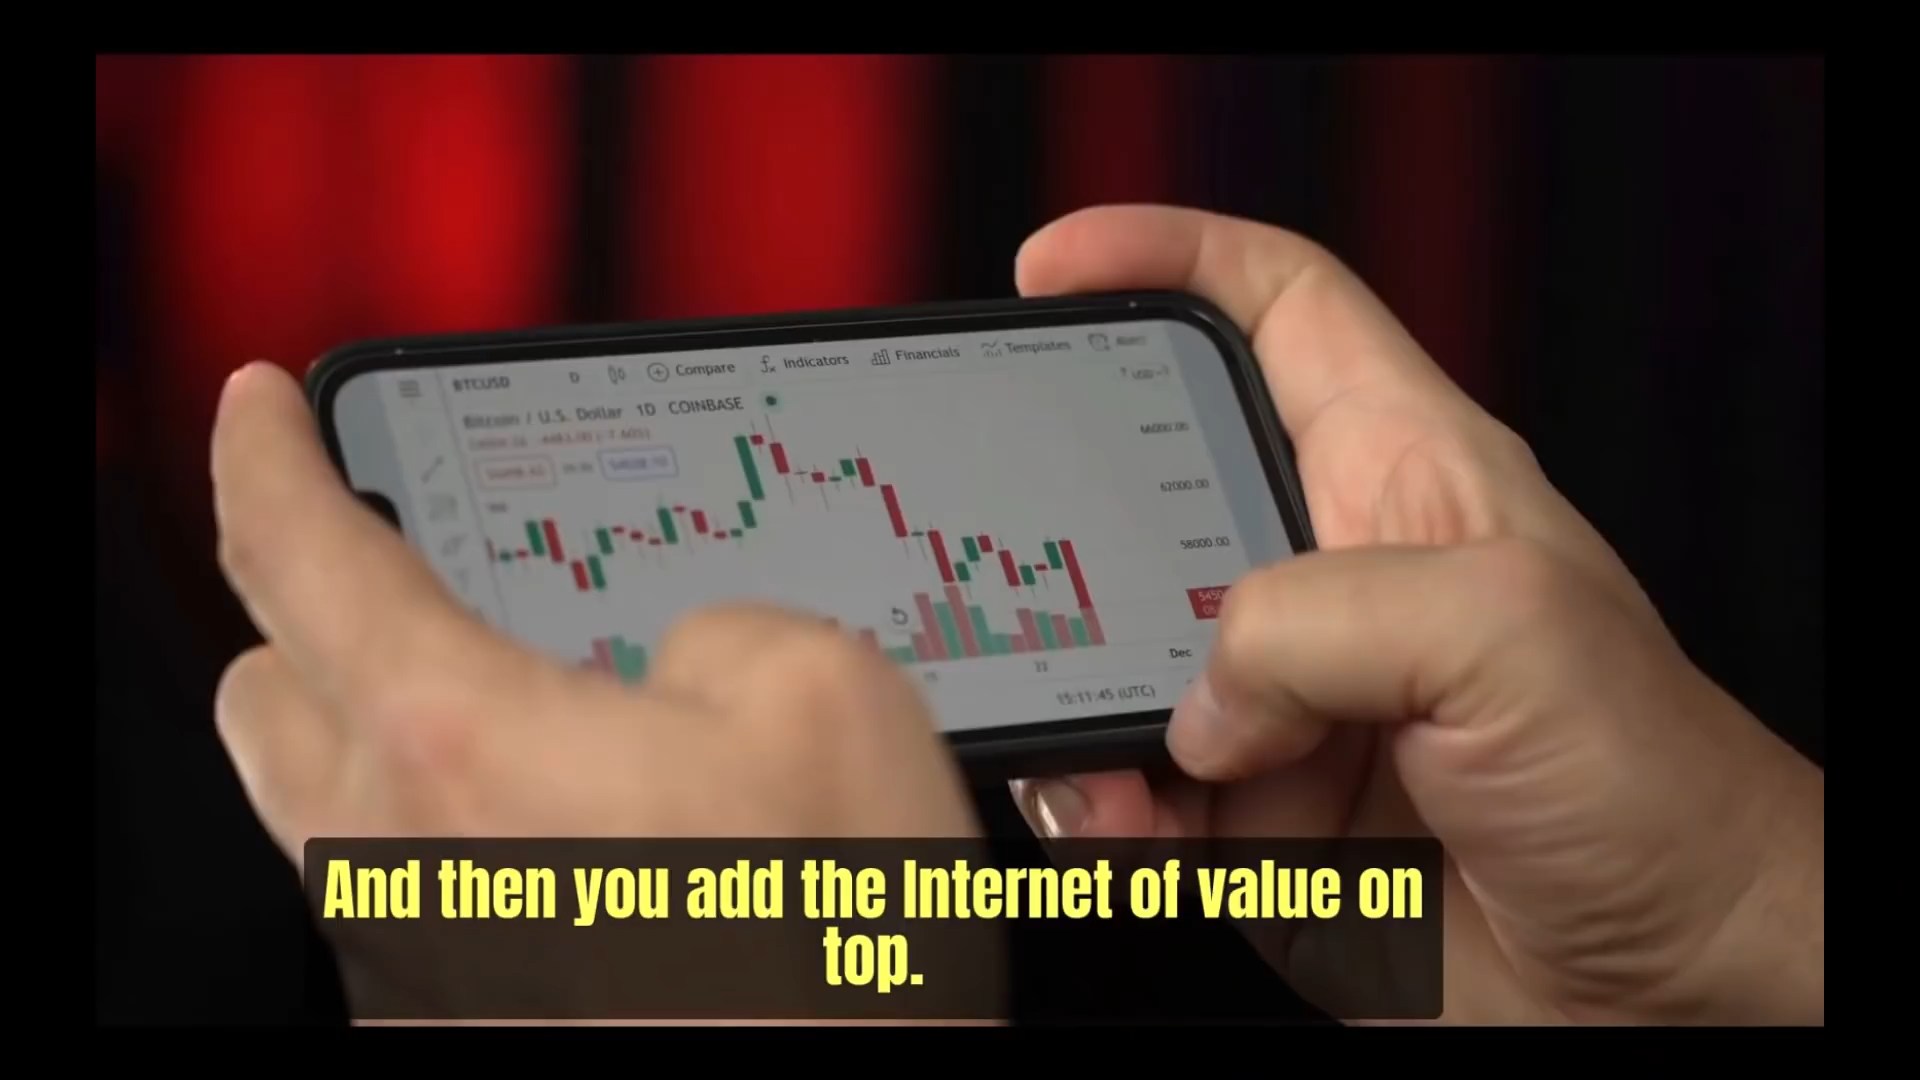 BTCUSD D Compare Indicators Financials Templates
Bitcoin / U.S. Dollar 1D COINBASE
USD
66000.00
62000.00
58000.00
Dec
15:11:45 (UTC)
And then you add the Internet of value on
top.